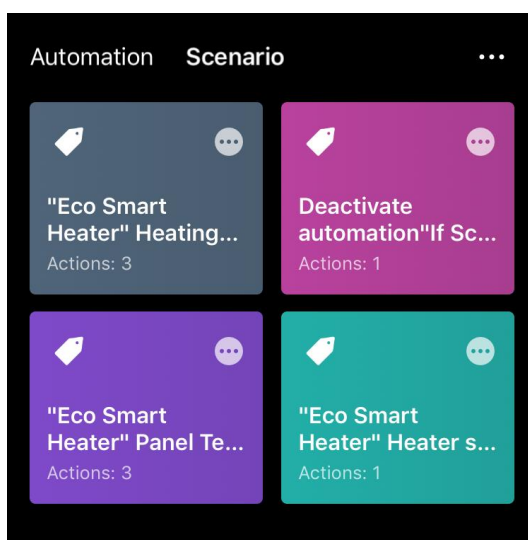 Automation Scenario
"Eco Smart
Heater" Heating...
Actions: 3
Deactivate
automation"If Sc...
Actions: 1
"Eco Smart
Heater" Panel Te...
Actions: 3
"Eco Smart
Heater" Heater s...
Actions: 1